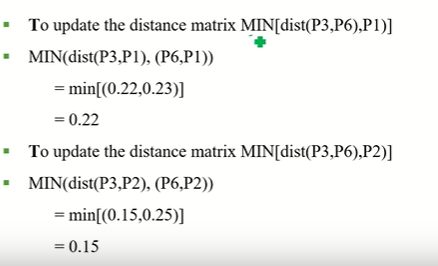 To update the distance matrix MIN[dist(P3,P6),P1)]
MIN(dist(P3,P1), (P6,P1))
= min[(0.22,0.23)]
= 0.22
To update the distance matrix MIN[dist(P3,P6),P2)]
MIN(dist(P3,P2), (P6,P2))
= min[(0.15,0.25)]
= 0.15